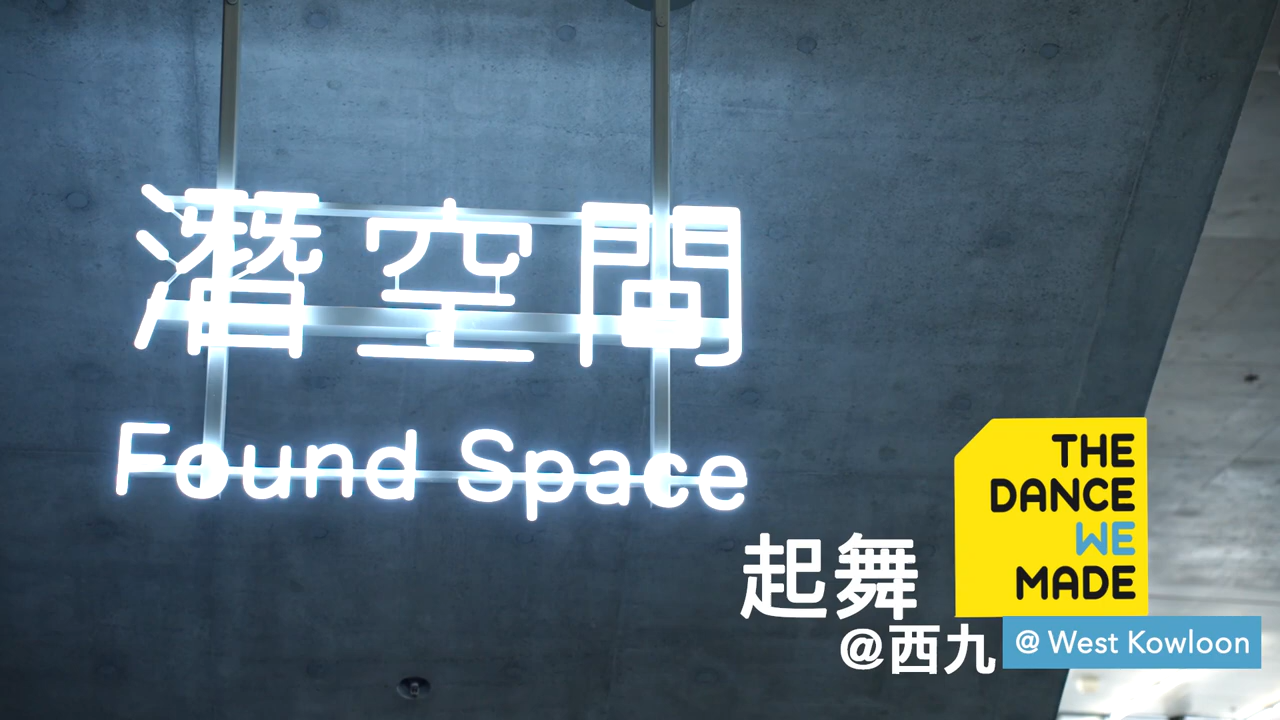 潛空間
Found Space
起舞
@西九
THE
DANCE
WE
MADE
@ West Kowloon